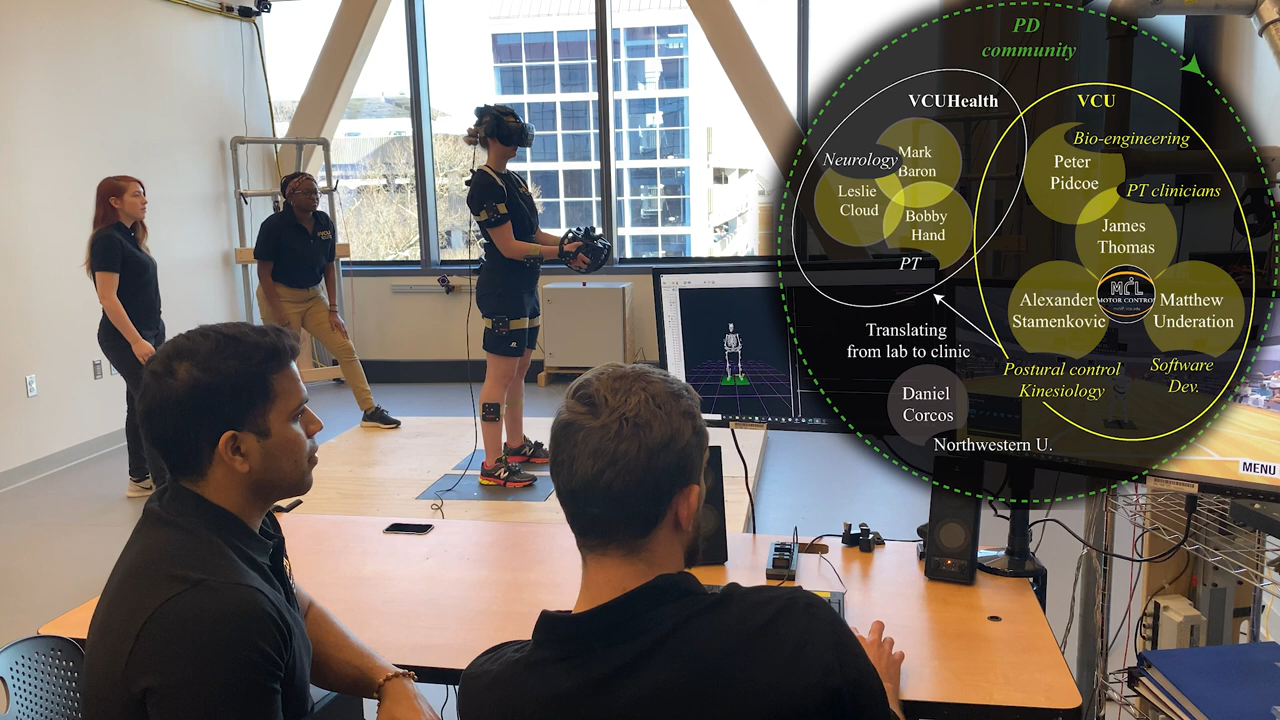 PD
community
VCUHealth
VCU
Neurology
Mark
Baron
Leslie
Cloud
Bobby
Hand
PT
Bio-engineering
Peter
Pidcoe
PT clinicians
James
Thomas
Alexander
Stamenkovic
MCL
MOTOR CONTROL
Matthew
Underation
Translating
from lab to clinic
Postural control
Kinesiology
Software
Dev.
Daniel
Corcos
Northwestern U.
MENU